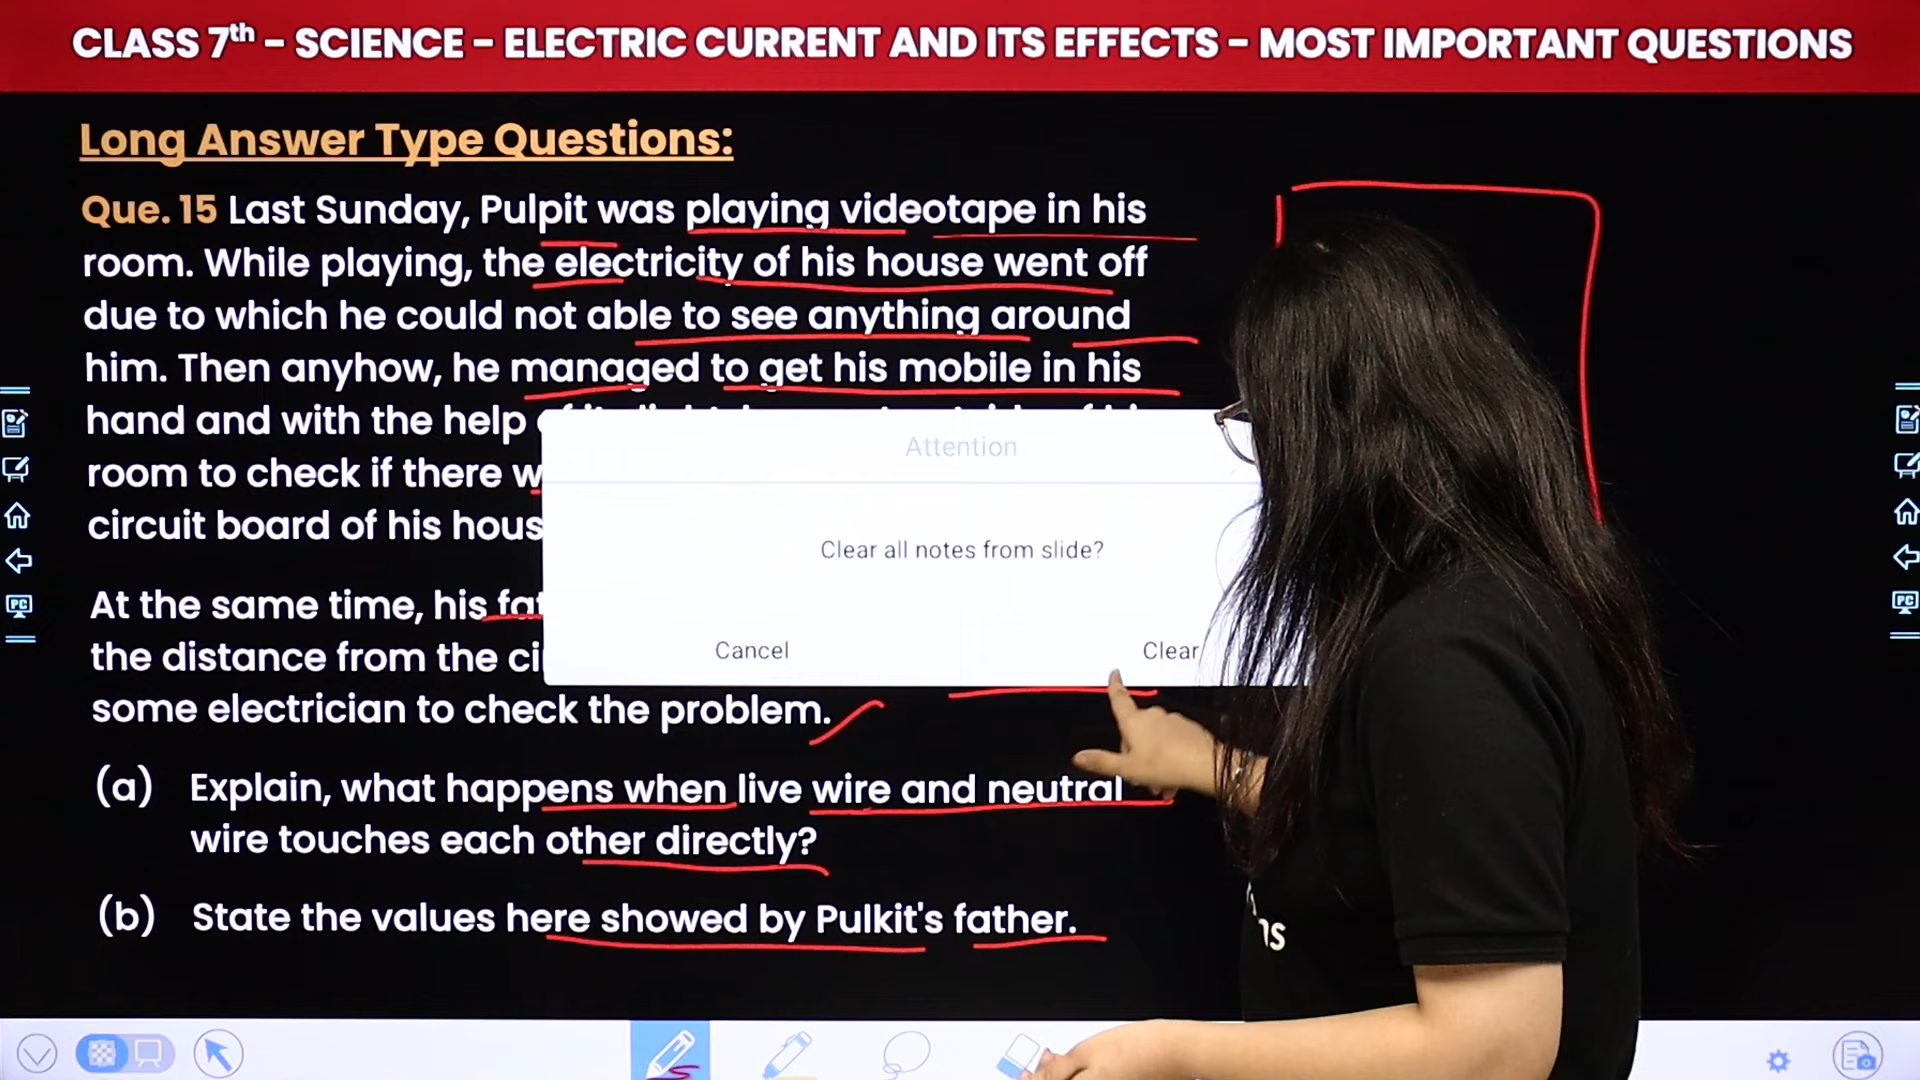 CLASS 7th - SCIENCE - ELECTRIC CURRENT AND ITS EFFECTS - MOST IMPORTANT QUESTIONS
Long Answer Type Questions:
Que. 15 Last Sunday, Pulpit was playing videotape in his
room. While playing, the electricity of his house went off
due to which he could not able to see anything around
him. Then anyhow, he managed to get his mobile in his
hand and with the help
room to check if there
circuit board of his
At the same time, his
the distance from the
some electrician to check the problem.
Attention
Clear all notes from slide?
Cancel Clear
(a) Explain, what happens when live wire and neutral
wire touches each other directly?
(b) State the values here showed by Pulkit's father.
PC
PC